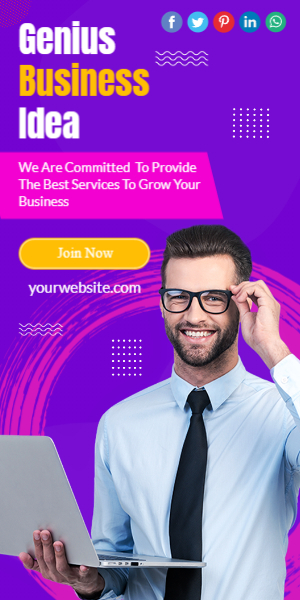 Genius
Business
Idea
We Are Committed To Provide
The Best Services To Grow Your
Business
Join Now
yourwebsite.com